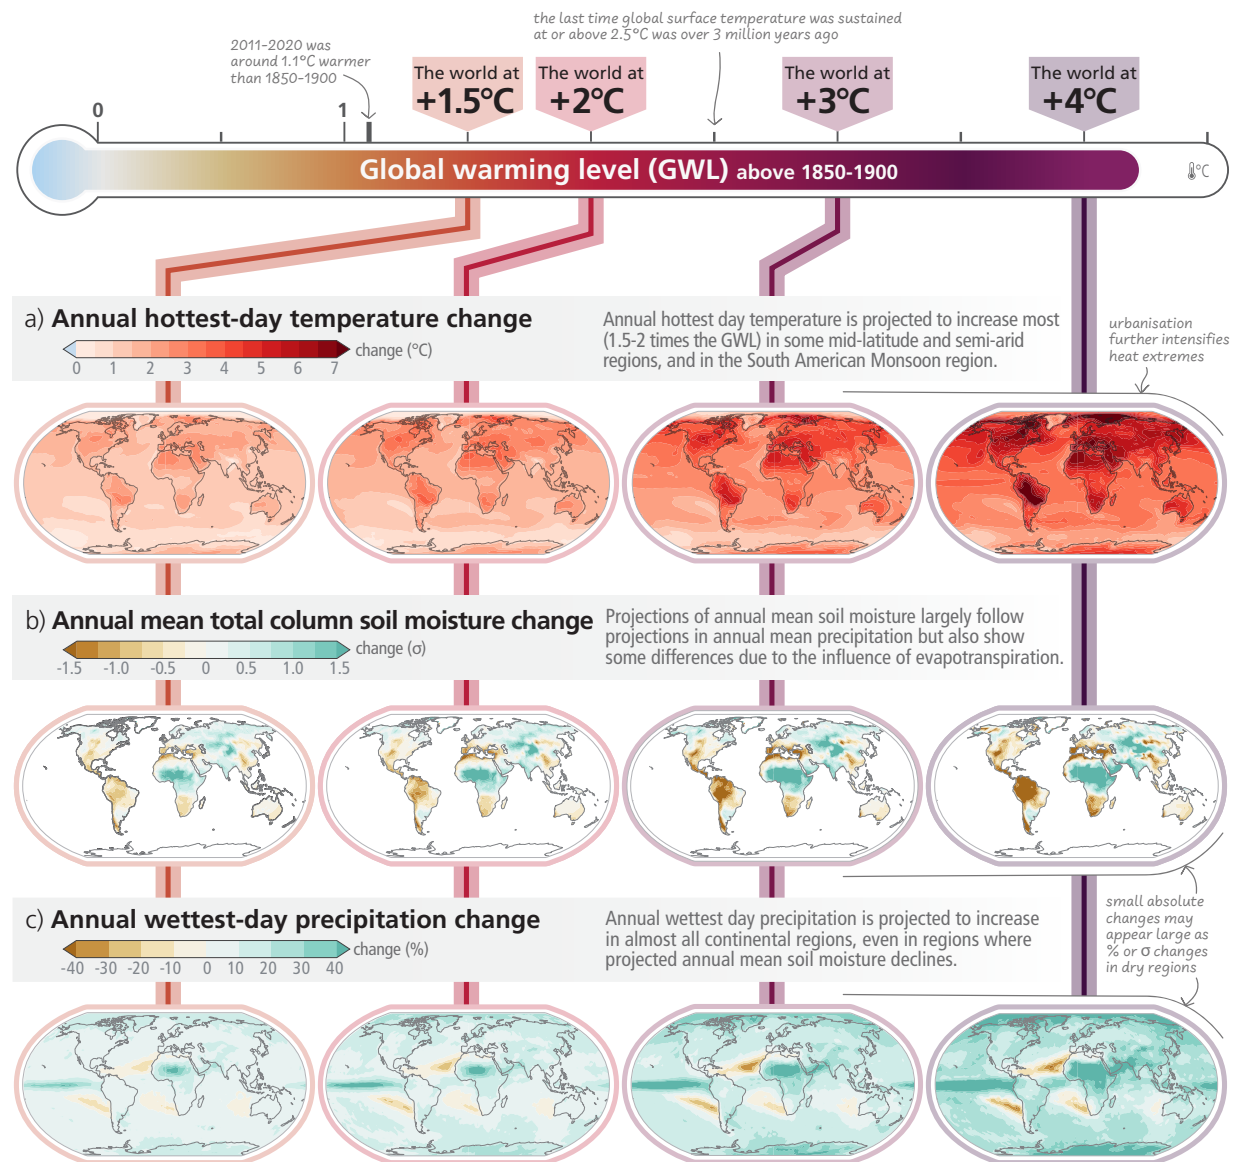 the last time global surface temperature was sustained
at or above 2.5°C was over 3 million years ago
2011-2020 was
around 1.1°C warmer
than 1850-1900
The world at
+1.5°C
The world at
+2°C
The world at
+3°C
The world at
+4°C
0
1
Global warming level (GWL) above 1850-1900
°C
a) Annual hottest-day temperature change
change (°C)
0 1 2 3 4 5 6 7
Annual hottest day temperature is projected to increase most
(1.5-2 times the GWL) in some mid-latitude and semi-arid
regions, and in the South American Monsoon region.
urbanisation
further intensifies
heat extremes
b) Annual mean total column soil moisture change
change (σ)
-1.5 -1.0 -0.5 0 0.5 1.0 1.5
Projections of annual mean soil moisture largely follow
projections in annual mean precipitation but also show
some differences due to the influence of evapotranspiration.
c) Annual wettest-day precipitation change
change (%)
-40 -30 -20 -10 0 10 20 30 40
Annual wettest day precipitation is projected to increase
in almost all continental regions, even in regions where
projected annual mean soil moisture declines.
small absolute
changes may
appear large as
% or σ changes
in dry regions